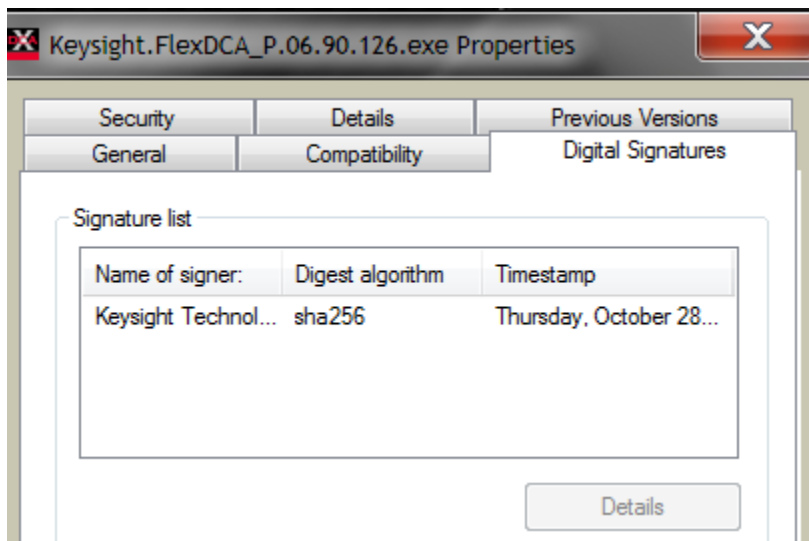 Keysight.FlexDCA_P.06.90.126.exe Properties
Security Details Previous Versions
General Compatibility Digital Signatures
Signature list
Name of signer: Digest algorithm Timestamp
Keysight Technol... sha256 Thursday, October 28...
Details